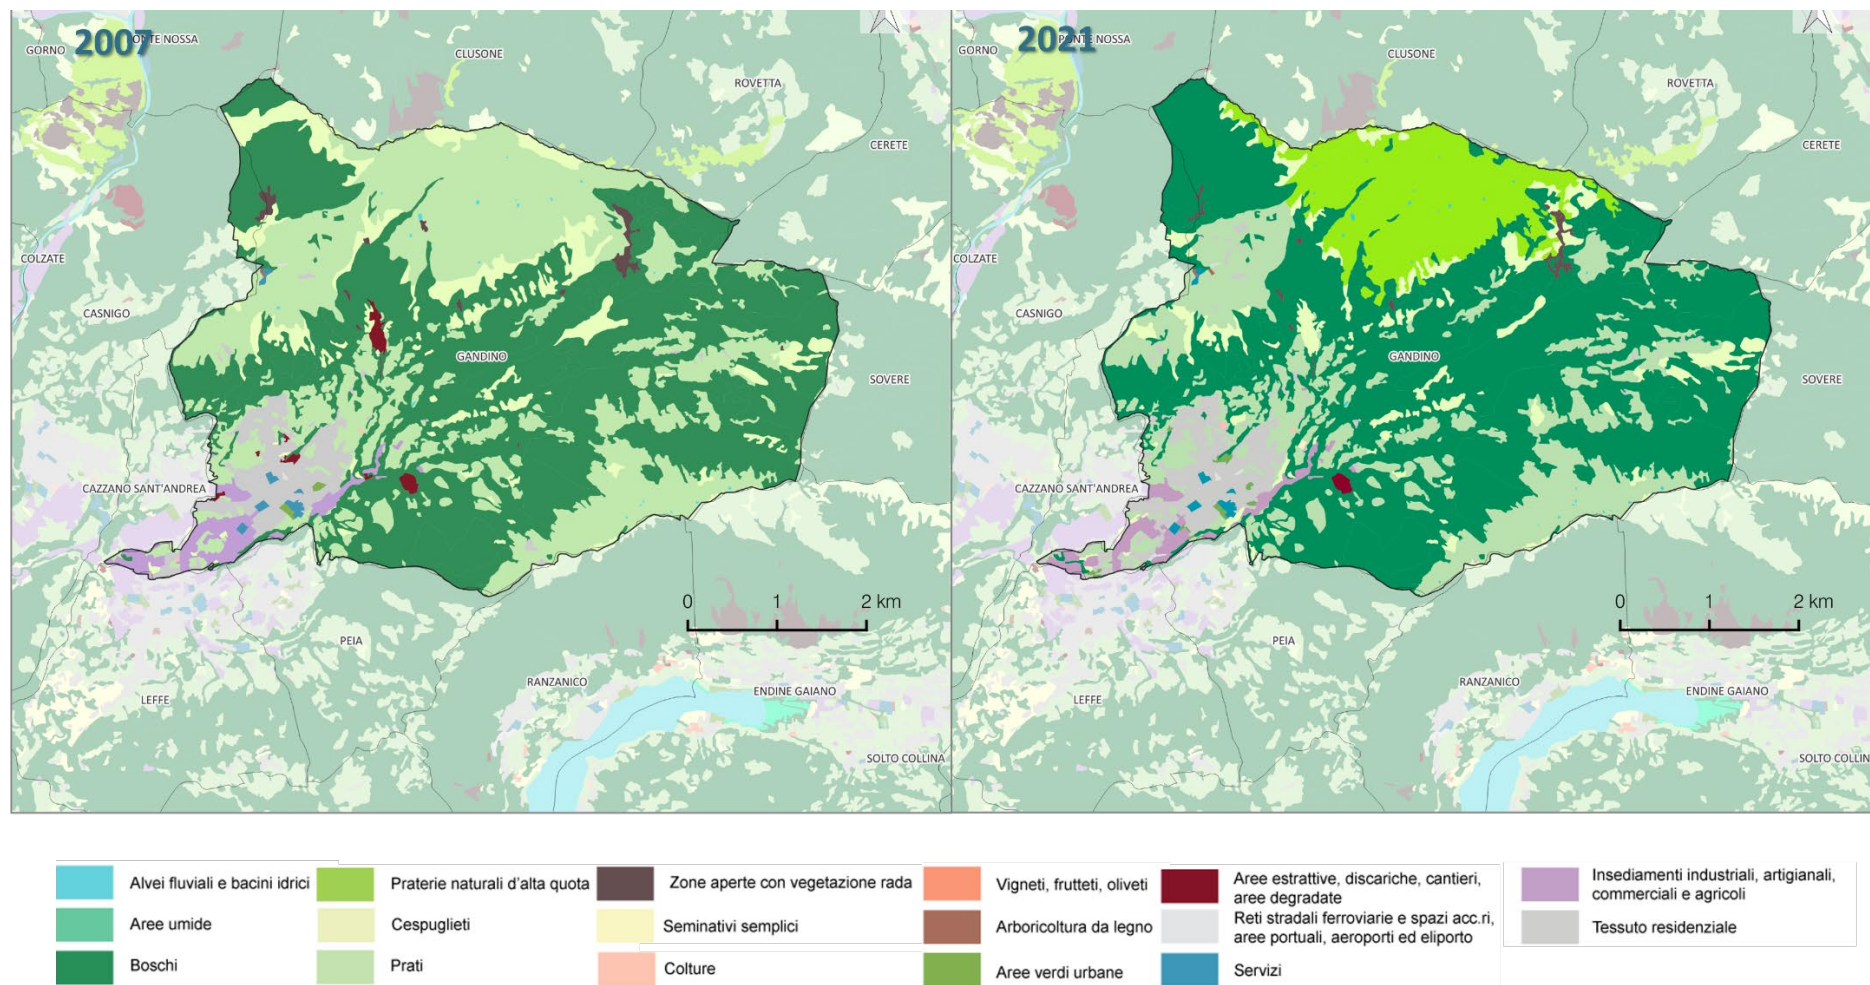 2007
GORNO
PONTE NOSSA
CLUSONE
ROVETTA
CERETE
COLZATE
CASNIGO
GANDINO
SOVERE
CAZZANO SANT'ANDREA
0 1 2 km
PEIA
RANZANICO
ENDINE GAIANO
LEFFE
SOLTO COLLINA
2021
GORNO
PONTE NOSSA
CLUSONE
ROVETTA
CERETE
COLZATE
CASNIGO
GANDINO
SOVERE
CAZZANO SANT'ANDREA
0 1 2 km
PEIA
RANZANICO
ENDINE GAIANO
LEFFE
SOLTO COLLIN
Alvei fluviali e bacini idrici
Aree umide
Boschi
Praterie naturali d'alta quota
Cespuglieti
Prati
Zone aperte con vegetazione rada
Seminativi semplici
Colture
Vigneti, frutteti, oliveti
Arboricoltura da legno
Aree verdi urbane
Aree estrattive, discariche, cantieri,
aree degradate
Reti stradali ferroviarie e spazi acc.ri,
aree portuali, aeroporti ed eliporto
Servizi
Insediamenti industriali, artigianali,
commerciali e agricoli
Tessuto residenziale